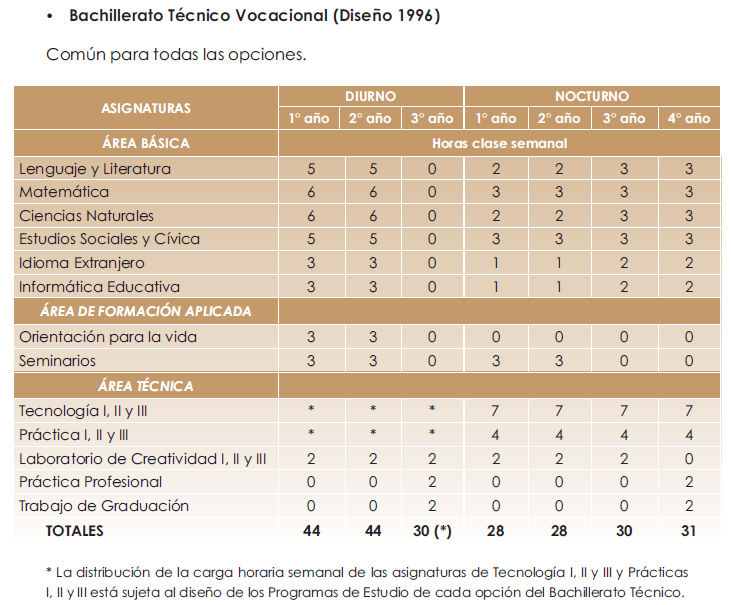 • Bachillerato Técnico Vocacional (Diseño 1996)
Común para todas las opciones.
ASIGNATURAS DIURNO NOCTURNO
1° año 2° año 3° año 1° año 2° año 3° año 4° año
ÁREA BÁSICA Horas clase semanal
Lenguaje y Literatura 5 5 0 2 2 3 3
Matemática 6 6 0 3 3 3 3
Ciencias Naturales 6 6 0 2 2 3 3
Estudios Sociales y Cívica 5 5 0 3 3 3 3
Idioma Extranjero 3 3 0 1 1 2 2
Informática Educativa 3 3 0 1 1 2 2
ÁREA DE FORMACIÓN APLICADA
Orientación para la vida 3 3 0 0 0 0 0
Seminarios 3 3 0 3 3 0 0
ÁREA TÉCNICA
Tecnología I, II y III * * * 7 7 7 7
Práctica I, II y III * * * 4 4 4 4
Laboratorio de Creatividad I, II y III 2 2 2 2 2 2 0
Práctica Profesional 0 0 2 0 0 0 2
Trabajo de Graduación 0 0 2 0 0 0 2
TOTALES 44 44 30 (*) 28 28 30 31
* La distribución de la carga horaria semanal de las asignaturas de Tecnología I, II y III y Prácticas
I, II y III está sujeta al diseño de los Programas de Estudio de cada opción del Bachillerato Técnico.